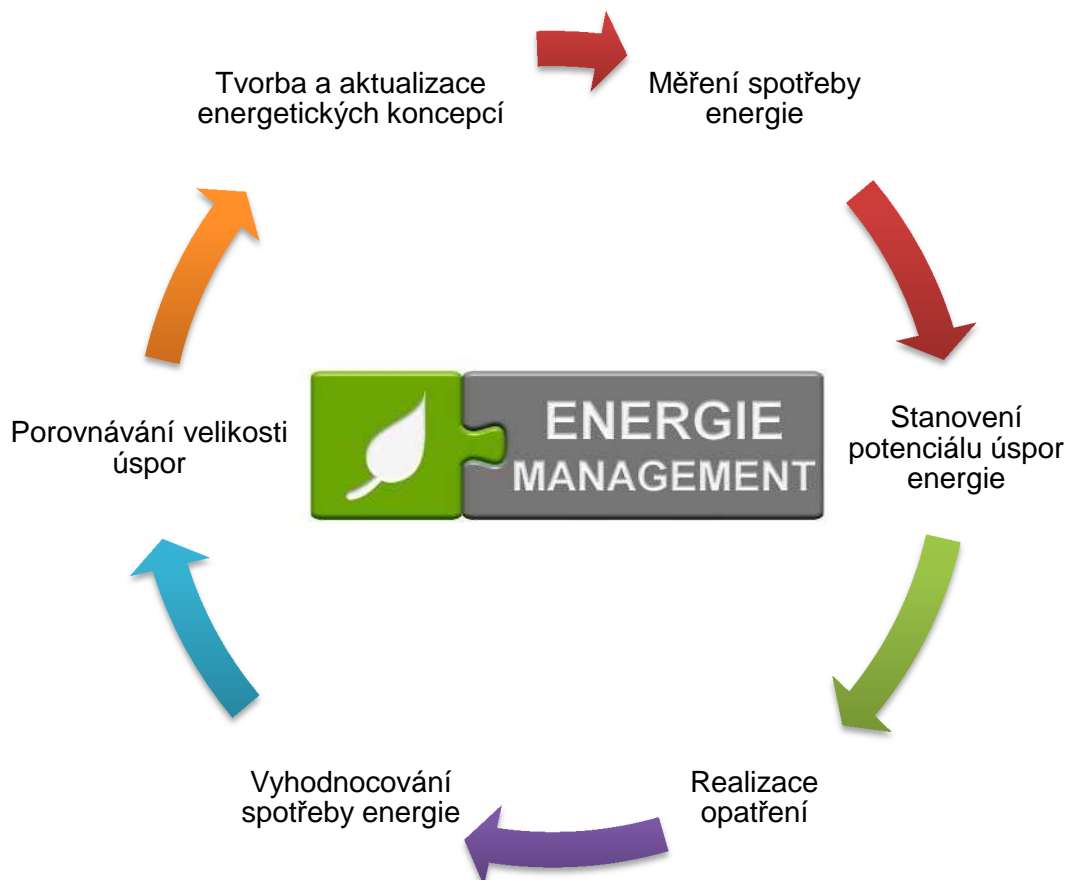 Tvorba a aktualizace
energetických koncepcí
Měření spotřeby
energie
Stanovení
potenciálu úspor
energie
Realizace
opatření
Vyhodnocování
spotřeby energie
Porovnávání velikosti
úspor
ENERGIE
MANAGEMENT